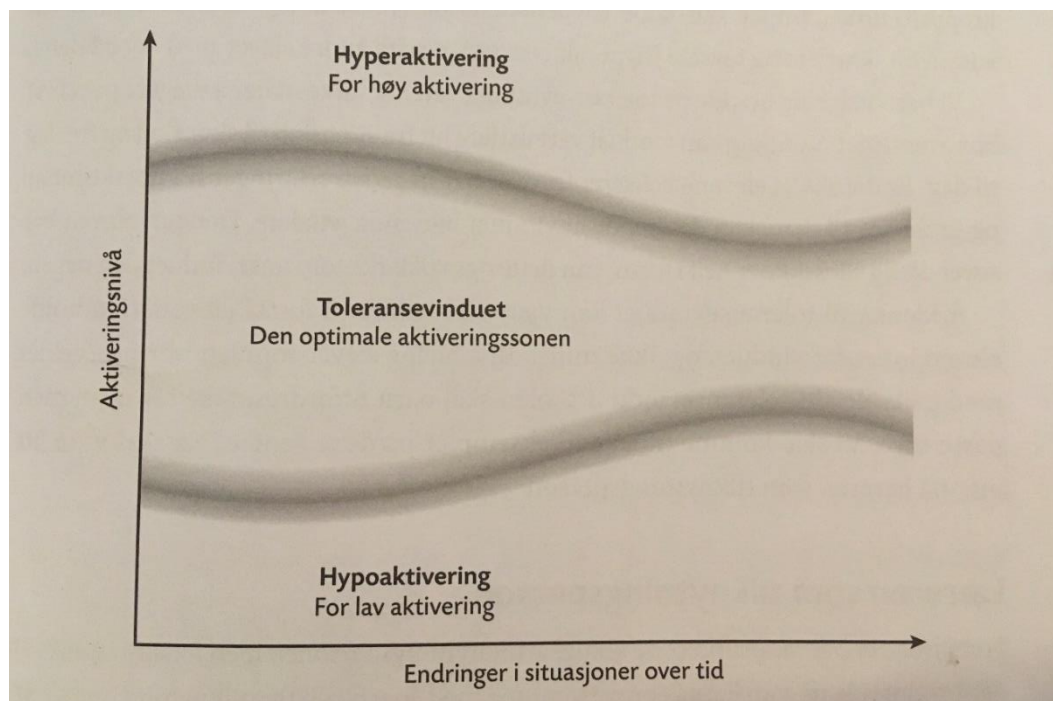 Hyperaktivering
For høy aktivering
Aktiveringsnivå
Toleransevinduet
Den optimale aktiveringssonen
Hypoaktivering
For lav aktivering
Endringer i situasjoner over tid